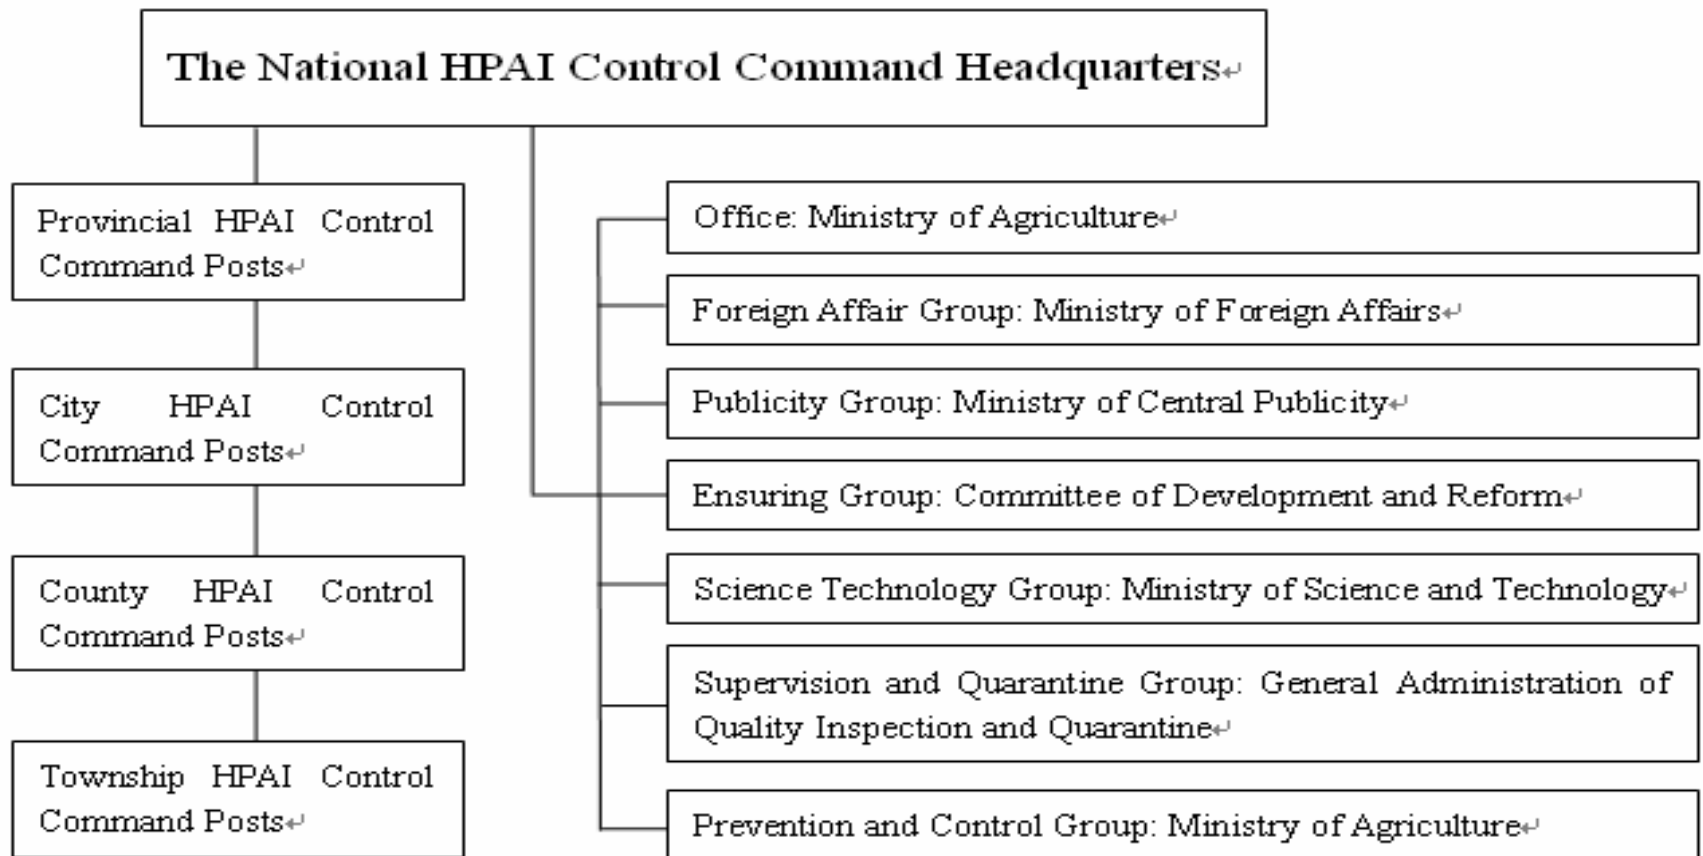 The National HPAI Control Command Headquarters↵
Provincial HPAI Control
Command Posts↵
City HPAI Control
Command Posts↵
County HPAI Control
Command Posts↵
Township HPAI Control
Command Posts↵
Office: Ministry of Agriculture↵
Foreign Affair Group: Ministry of Foreign Affairs↵
Publicity Group: Ministry of Central Publicity↵
Ensuring Group: Committee of Development and Reform↵
Science Technology Group: Ministry of Science and Technology↵
Supervision and Quarantine Group: General Administration of
Quality Inspection and Quarantine↵
Prevention and Control Group: Ministry of Agriculture↵